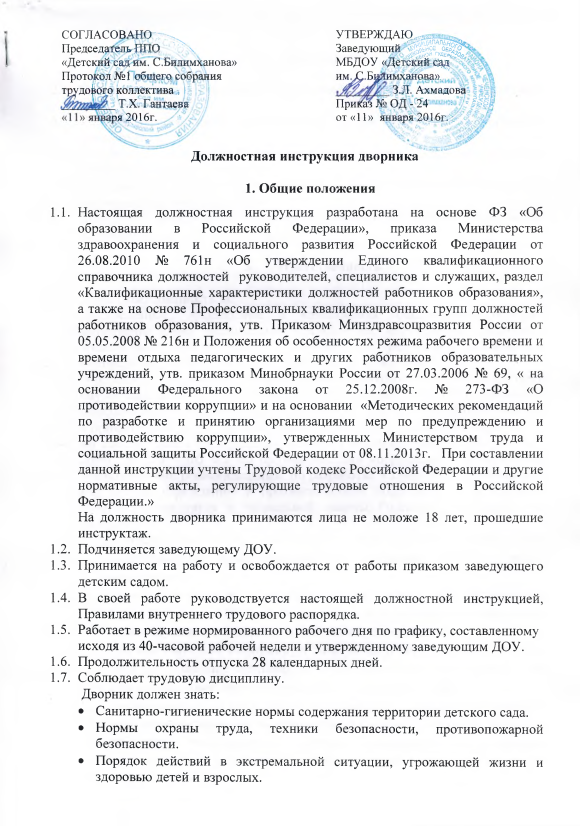 СОГЛАСОВАНО
Председатель ППО
«Детский сад им. С.Билимханова»
Протокол №1 общего собрания
трудового коллектива
Т.Х. Гантаева
«11» января 2016г.
УТВЕРЖДАЮ
Заведующий
МБДОУ «Детский сад
им. С.Билимханова»
З.Л. Ахмадова
Приказ № ОД - 24
от «11» января 2016г.
Должностная инструкция дворника
1. Общие положения
1.1. Настоящая должностная инструкция разработана на основе ФЗ «Об
образовании в Российской Федерации», приказа Министерства
здравоохранения и социального развития Российской Федерации от
26.08.2010 № 761н «Об утверждении Единого квалификационного
справочника должностей руководителей, специалистов и служащих, раздел
«Квалификационные характеристики должностей работников образования»,
а также на основе Профессиональных квалификационных групп должностей
работников образования, утв. Приказом Минздравсоцразвития России от
05.05.2008 № 216н и Положения об особенностях режима рабочего времени и
времени отдыха педагогических и других работников образовательных
учреждений, утв. приказом Минобрнауки России от 27.03.2006 № 69, « на
основании Федерального закона от 25.12.2008г. № 273-ФЗ «О
противодействии коррупции» и на основании «Методических рекомендаций
по разработке и принятию организациями мер по предупреждению и
противодействию коррупции», утвержденных Министерством труда и
социальной защиты Российской Федерации от 08.11.2013г. При составлении
данной инструкции учтены Трудовой кодекс Российской Федерации и другие
нормативные акты, регулирующие трудовые отношения в Российской
Федерации.»
На должность дворника принимаются лица не моложе 18 лет, прошедшие
инструктаж.
1.2. Подчиняется заведующему ДОУ.
1.3. Принимается на работу и освобождается от работы приказом заведующего
детским садом.
1.4. В своей работе руководствуется настоящей должностной инструкцией,
Правилами внутреннего трудового распорядка.
1.5. Работает в режиме нормированного рабочего дня по графику, составленному
исходя из 40-часовой рабочей недели и утвержденному заведующим ДОУ.
1.6. Продолжительность отпуска 28 календарных дней.
1.7. Соблюдает трудовую дисциплину.
Дворник должен знать:
• Санитарно-гигиенические нормы содержания территории детского сада.
• Нормы охраны труда, техники безопасности, противопожарной
безопасности.
• Порядок действий в экстремальной ситуации, угрожающей жизни и
здоровью детей и взрослых.